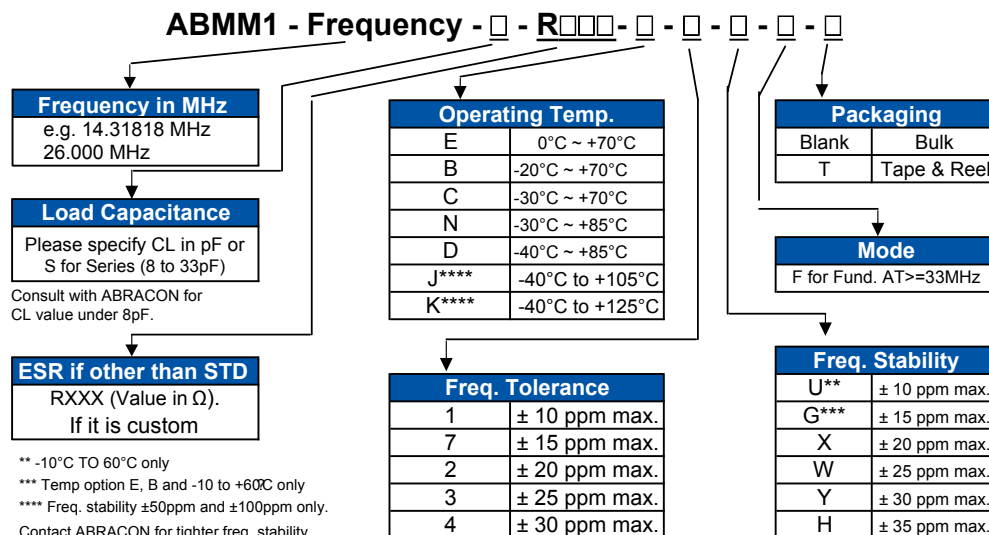 ABMM1 - Frequency - □ - R□□□ - □ - □ - □ - □ - □
Frequency in MHz
e.g. 14.31818 MHz
26.000 MHz
Load Capacitance
Please specify CL in pF or
S for Series (8 to 33pF)
Consult with ABRACON for
CL value under 8pF.
ESR if other than STD
RXXX (Value in Ω).
If it is custom
** -10°C TO 60°C only
*** Temp option E, B and -10 to +60?C only
**** Freq. stability ±50ppm and ±100ppm only.
Contact ABRACON for tighter freq. stability
Operating Temp.
E 0°C ~ +70°C
B -20°C ~ +70°C
C -30°C ~ +70°C
N -30°C ~ +85°C
D -40°C ~ +85°C
J**** -40°C to +105°C
K**** -40°C to +125°C
Freq. Tolerance
1 ± 10 ppm max.
7 ± 15 ppm max.
2 ± 20 ppm max.
3 ± 25 ppm max.
4 ± 30 ppm max.
Packaging
Blank Bulk
T Tape & Reel
Mode
F for Fund. AT>=33MHz
Freq. Stability
U** ± 10 ppm max.
G*** ± 15 ppm max.
X ± 20 ppm max.
W ± 25 ppm max.
Y ± 30 ppm max.
H ± 35 ppm max.